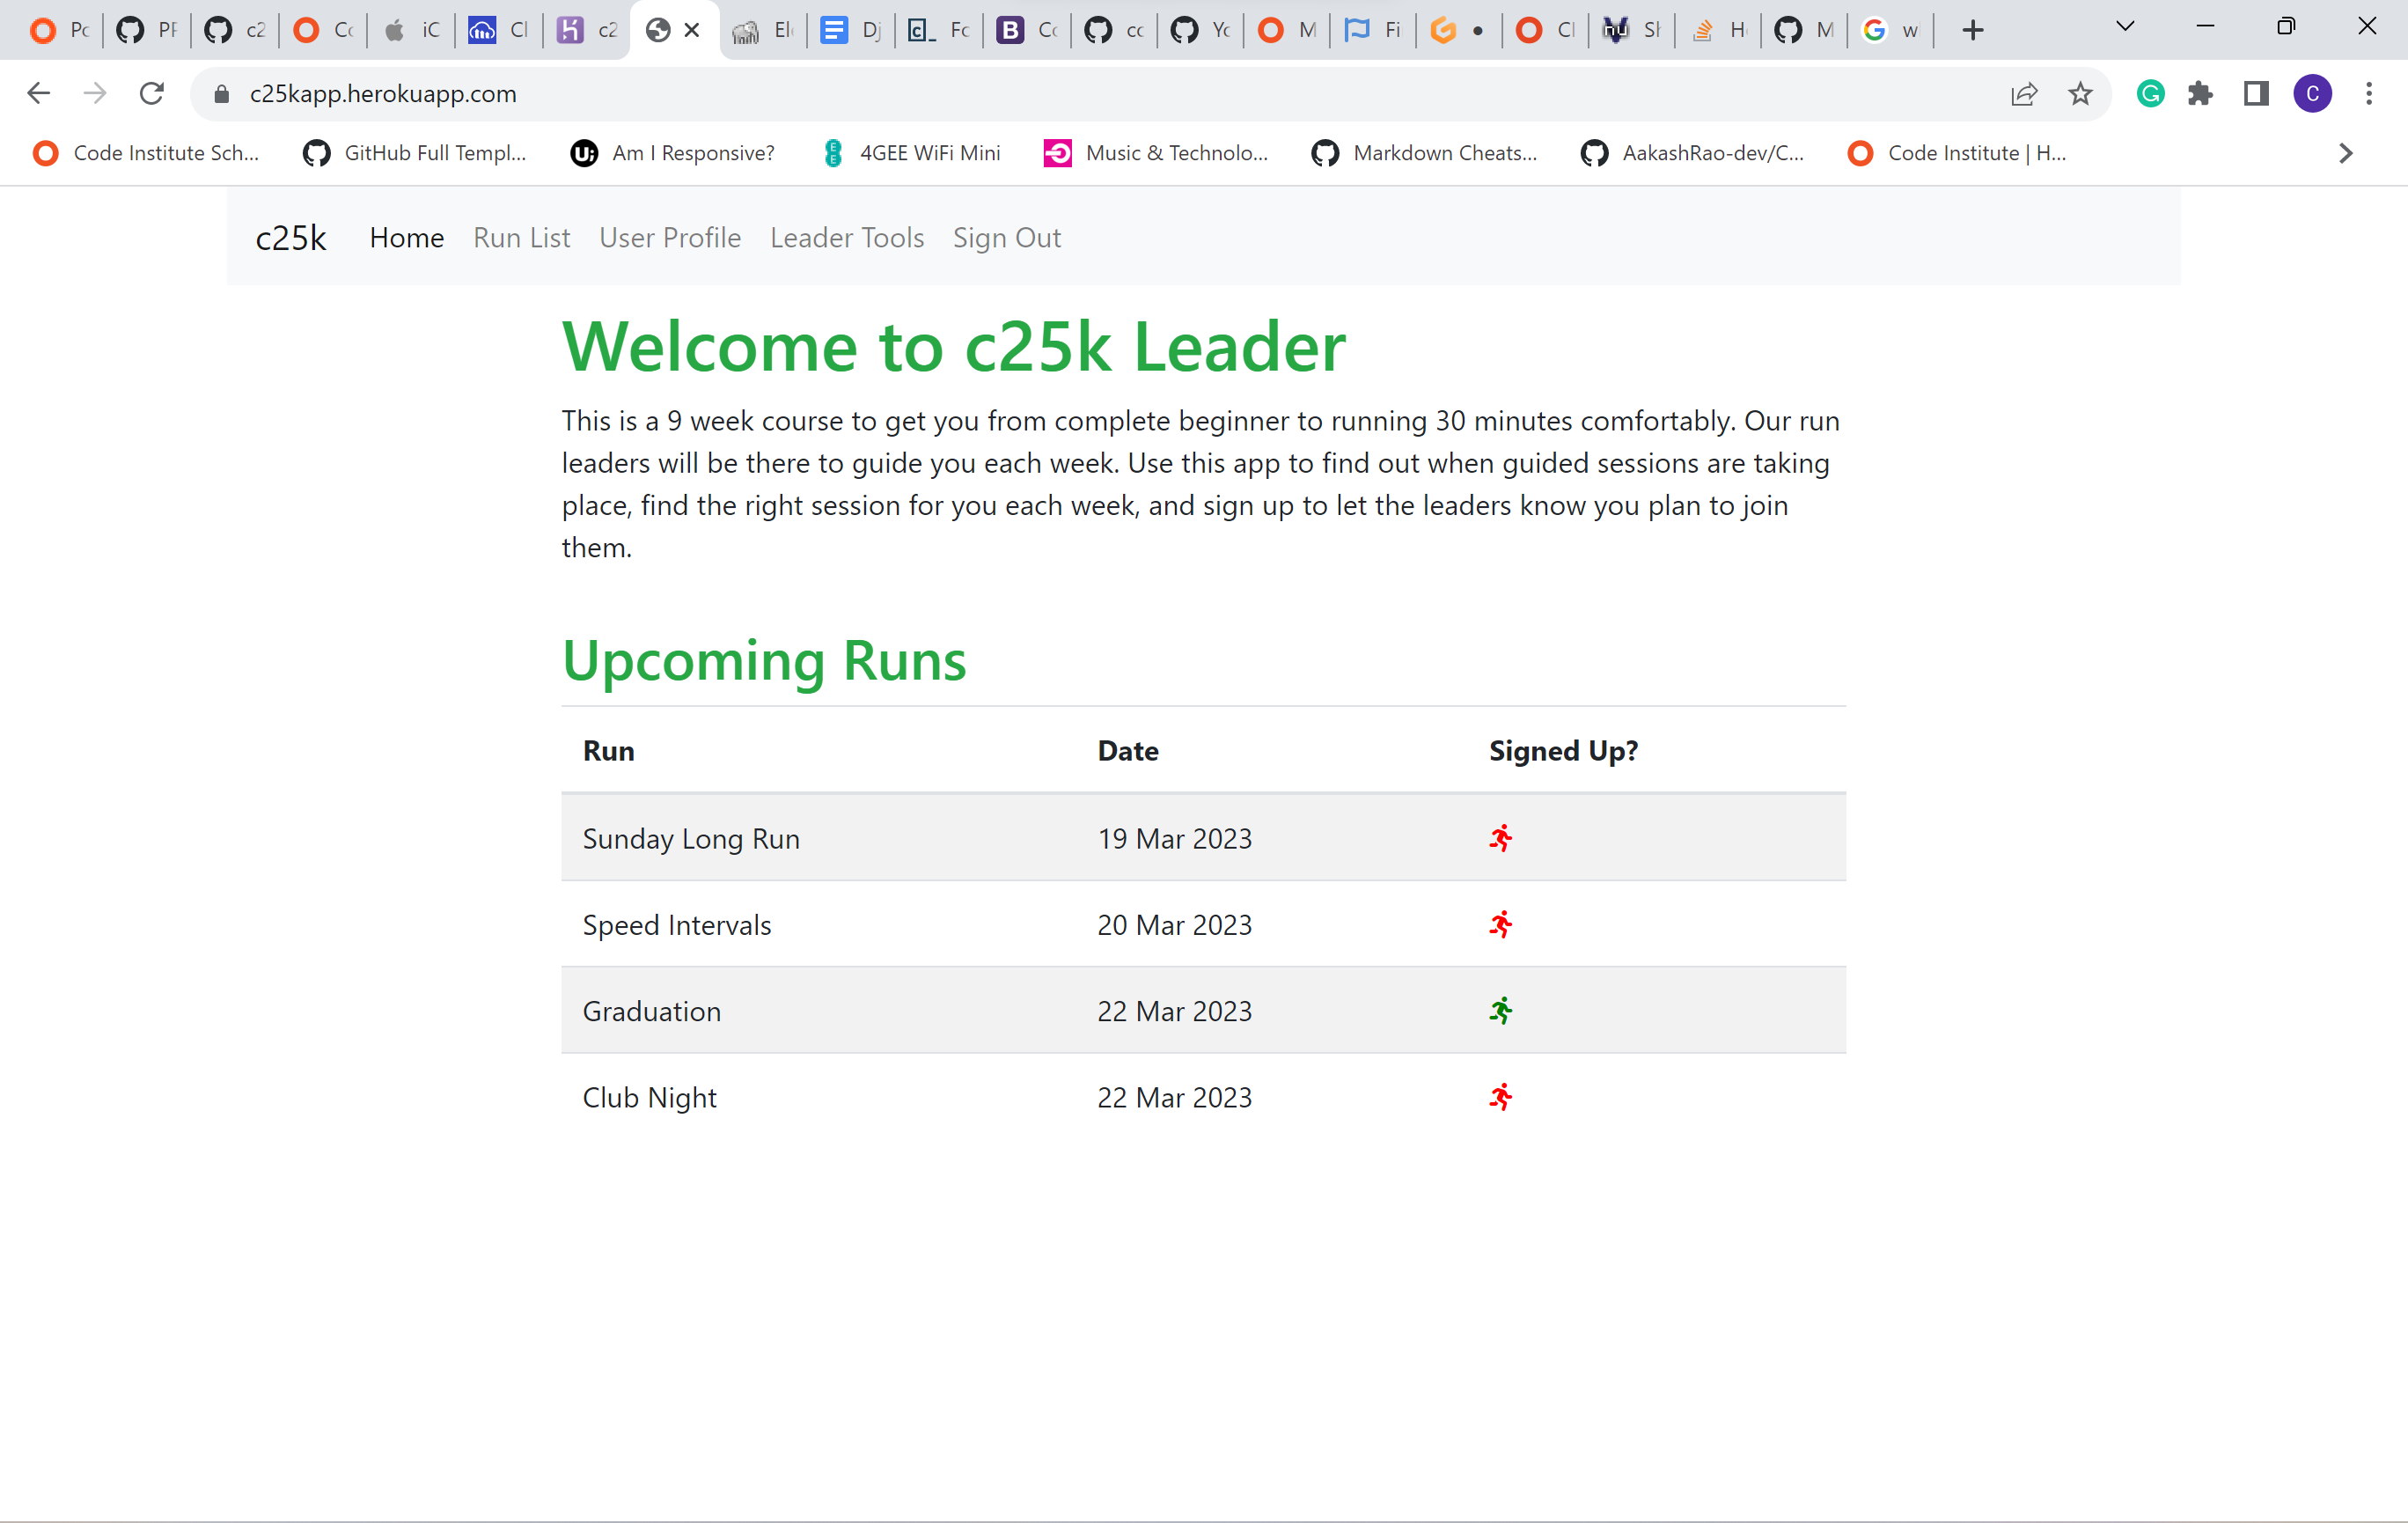 Pc PF c2 Cc iC Cl c2 El Dj Fc Cc cc Yc M Fi Cl Sh H M w
c25kapp.herokuapp.com C
Code Institute Sch... GitHub Full Templ... Am I Responsive? 4GEE WiFi Mini Music & Technolo... Markdown Cheats... AakashRao-dev/C... Code Institute | H...
c25k Home Run List User Profile Leader Tools Sign Out
Welcome to c25k Leader
This is a 9 week course to get you from complete beginner to running 30 minutes comfortably. Our run
leaders will be there to guide you each week. Use this app to find out when guided sessions are taking
place, find the right session for you each week, and sign up to let the leaders know you plan to join
them.
Upcoming Runs
Run Date Signed Up?
Sunday Long Run 19 Mar 2023
Speed Intervals 20 Mar 2023
Graduation 22 Mar 2023
Club Night 22 Mar 2023